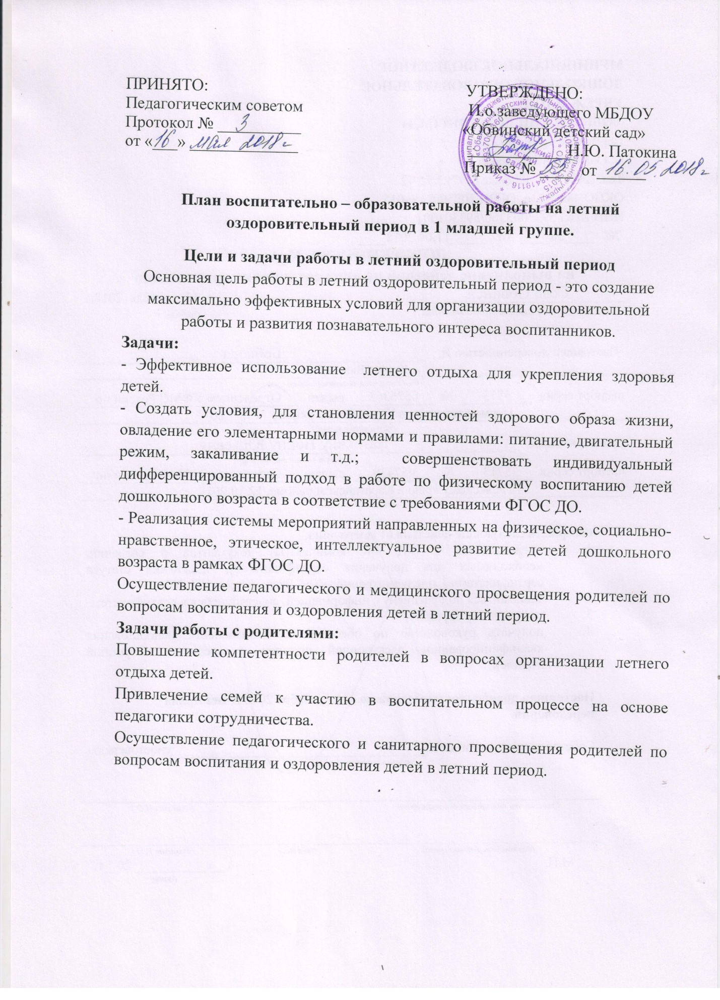 ПРИНЯТО:
Педагогическим советом
Протокол № 3
от «16» мая 2018 г
УТВЕРЖДЕНО:
И.о.заведующего МБДОУ
«Обвинский детский сад»
Н.Ю. Патокина
Приказ № 53 от 16.05.2018г
МБДОУ
«Обвинский
детский
сад»
План воспитательно – образовательной работы на летний
оздоровительный период в 1 младшей группе.
Цели и задачи работы в летний оздоровительный период
Основная цель работы в летний оздоровительный период - это создание
максимально эффективных условий для организации оздоровительной
работы и развития познавательного интереса воспитанников.
Задачи:
- Эффективное использование летнего отдыха для укрепления здоровья
детей.
- Создать условия, для становления ценностей здорового образа жизни,
овладение его элементарными нормами и правилами: питание, двигательный
режим, закаливание и т.д.; совершенствовать индивидуальный
дифференцированный подход в работе по физическому воспитанию детей
дошкольного возраста в соответствие с требованиями ФГОС ДО.
- Реализация системы мероприятий направленных на физическое, социально-
нравственное, этическое, интеллектуальное развитие детей дошкольного
возраста в рамках ФГОС ДО.
Осуществление педагогического и медицинского просвещения родителей по
вопросам воспитания и оздоровления детей в летний период.
Задачи работы с родителями:
Повышение компетентности родителей в вопросах организации летнего
отдыха детей.
Привлечение семей к участию в воспитательном процессе на основе
педагогики сотрудничества.
Осуществление педагогического и санитарного просвещения родителей по
вопросам воспитания и оздоровления детей в летний период.